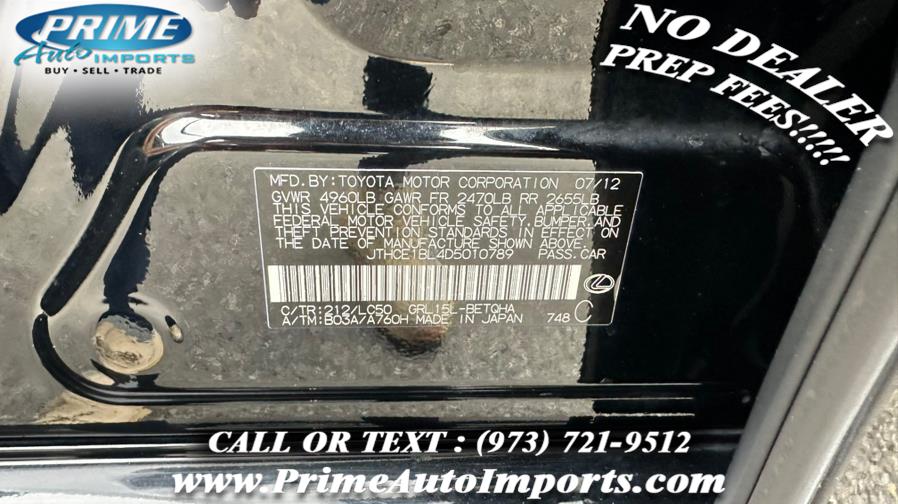 PRIME
Auto IMPORTS
BUY • SELL • TRADE
NO DEALER
PREP FEES!!!!!
MFD.BY:TOYOTA MOTOR CORPORATION 07/12
GVWR 4960LB GAWR FR 2470LB RR 2655LB
THIS VEHICLE CONFORMS TO ALL APPLICABLE
FEDERAL MOTOR VEHICLE SAFETY,BUMPER,AND
THEFT PREVENTION STANDARDS IN EFFECT ON
THE DATE OF MANUFACTURE SHOWN ABOVE.
JTHCE1BL4D5010789 PASS.CAR
C/TR:212/LC50 GRL15L-BETQHA
A/TM:B03A/A760H MADE IN JAPAN 748 C
CALL OR TEXT : (973) 721-9512
www.PrimeAutoImports.com